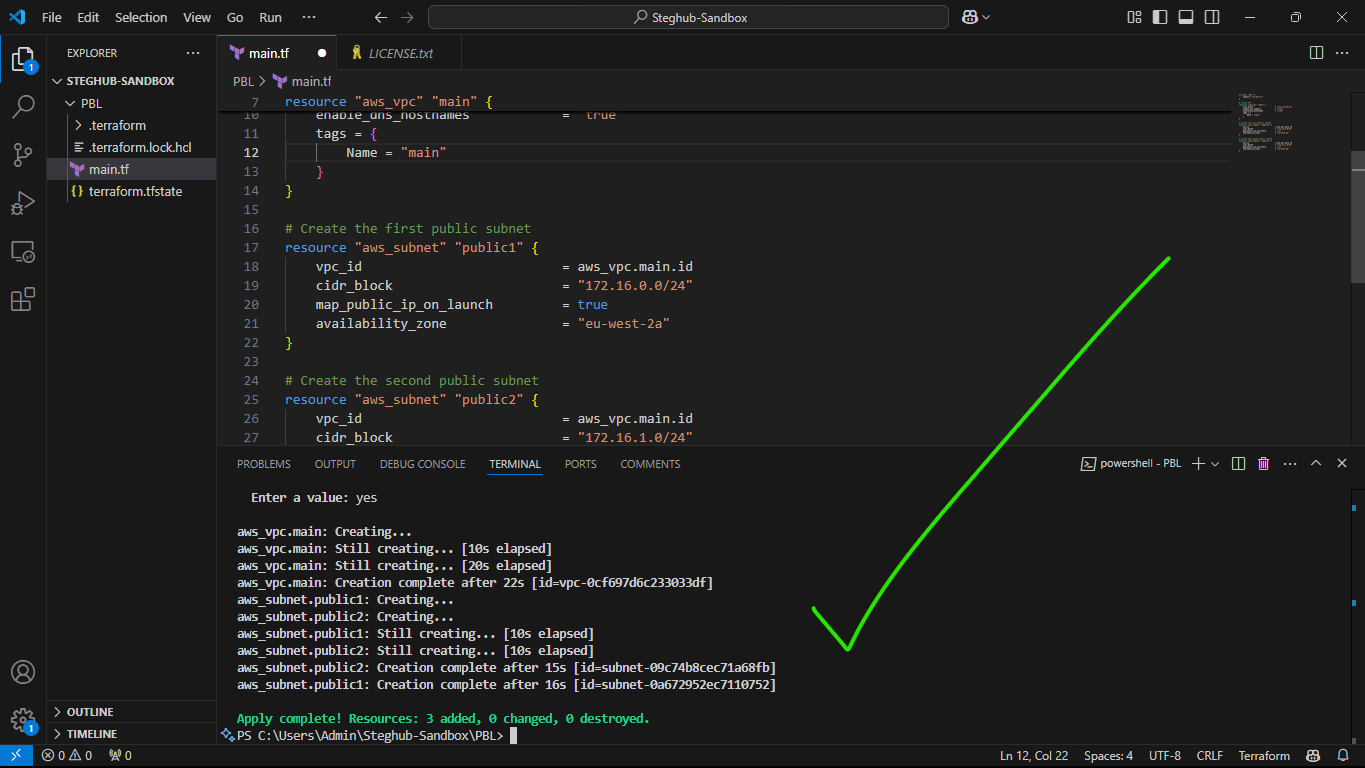 File Edit Selection View Go Run ··· Steghub-Sandbox
EXPLORER ···
1
STEGHUB-SANDBOX
PBL
.terraform
.terraform.lock.hcl
main.tf
terraform.tfstate
OUTLINE
TIMELINE
1
main.tf LICENSE.txt
PBL > main.tf
7 resource "aws_vpc" "main" {
10 enable_dns_hostnames = true
11 tags = {
12 Name = "main"
13 }
14 }
15
16 # Create the first public subnet
17 resource "aws_subnet" "public1" {
18 vpc_id = aws_vpc.main.id
19 cidr_block = "172.16.0.0/24"
20 map_public_ip_on_launch = true
21 availability_zone = "eu-west-2a"
22 }
23
24 # Create the second public subnet
25 resource "aws_subnet" "public2" {
26 vpc_id = aws_vpc.main.id
27 cidr_block = "172.16.1.0/24"
PROBLEMS OUTPUT DEBUG CONSOLE TERMINAL PORTS COMMENTS powershell - PBL
Enter a value: yes
aws_vpc.main: Creating...
aws_vpc.main: Still creating... [10s elapsed]
aws_vpc.main: Still creating... [20s elapsed]
aws_vpc.main: Creation complete after 22s [id=vpc-0cf697d6c233033df]
aws_subnet.public1: Creating...
aws_subnet.public2: Creating...
aws_subnet.public1: Still creating... [10s elapsed]
aws_subnet.public2: Still creating... [10s elapsed]
aws_subnet.public2: Creation complete after 15s [id=subnet-09c74b8cec71a68fb]
aws_subnet.public1: Creation complete after 16s [id=subnet-0a672952ec7110752]
Apply complete! Resources: 3 added, 0 changed, 0 destroyed.
PS C:\Users\Admin\Steghub-Sandbox\PBL>
0 0 0 Ln 12, Col 22 Spaces: 4 UTF-8 CRLF Terraform